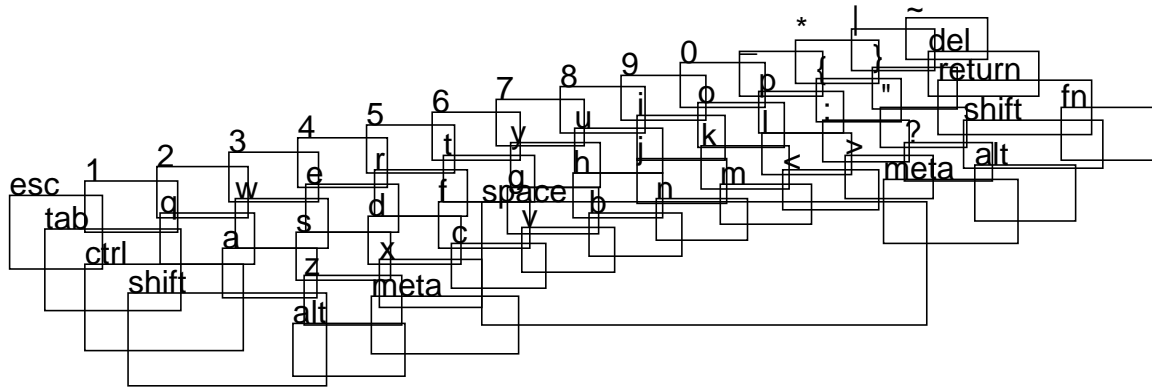 esc 1 2 3 4 5 6 7 8 9 0 _ * | ~
tab q w e r t y u i o p { } del
ctrl a s d f g h j k l : " return
shift z x c v b n m < > ? shift fn
alt meta space meta alt